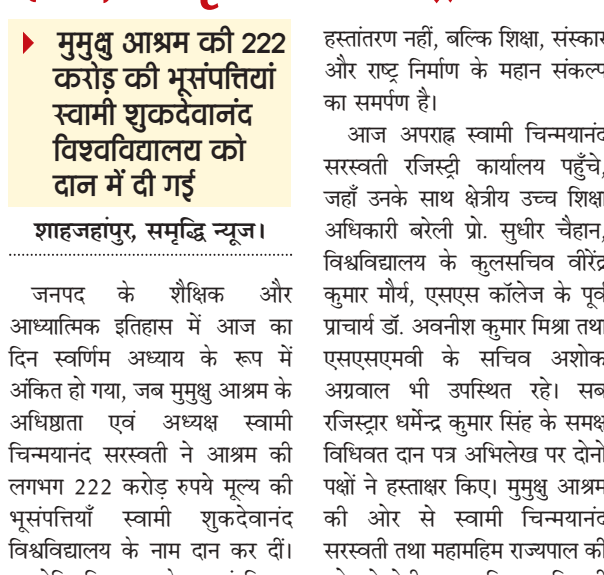 मुमुक्षु आश्रम की 222
करोड़ की भूसंपत्तियां
स्वामी शुकदेवानंद
विश्वविद्यालय को
दान में दी गई
शाहजहांपुर, समृद्धि न्यूज।
जनपद के शैक्षिक और
आध्यात्मिक इतिहास में आज का
दिन स्वर्णिम अध्याय के रूप में
अंकित हो गया, जब मुमुक्षु आश्रम के
अधिष्ठाता एवं अध्यक्ष स्वामी
चिन्मयानंद सरस्वती ने आश्रम की
लगभग 222 करोड़ रुपये मूल्य की
भूसंपत्तियाँ स्वामी शुकदेवानंद
विश्वविद्यालय के नाम दान कर दीं।
हस्तांतरण नहीं, बल्कि शिक्षा, संस्कार
और राष्ट्र निर्माण के महान संकल्प
का समर्पण है।
आज अपराह्न स्वामी चिन्मयानंद
सरस्वती रजिस्ट्री कार्यालय पहुँचे,
जहाँ उनके साथ क्षेत्रीय उच्च शिक्षा
अधिकारी बरेली प्रो. सुधीर चैहान,
विश्वविद्यालय के कुलसचिव वीरेंद्र
कुमार मौर्य, एसएस कॉलेज के पूर्व
प्राचार्य डॉ. अवनीश कुमार मिश्रा तथा
एसएसएमवी के सचिव अशोक
अग्रवाल भी उपस्थित रहे। सब
रजिस्ट्रार धर्मेन्द्र कुमार सिंह के समक्ष
विधिवत दान पत्र अभिलेख पर दोनों
पक्षों ने हस्ताक्षर किए। मुमुक्षु आश्रम
की ओर से स्वामी चिन्मयानंद
सरस्वती तथा महामहिम राज्यपाल की